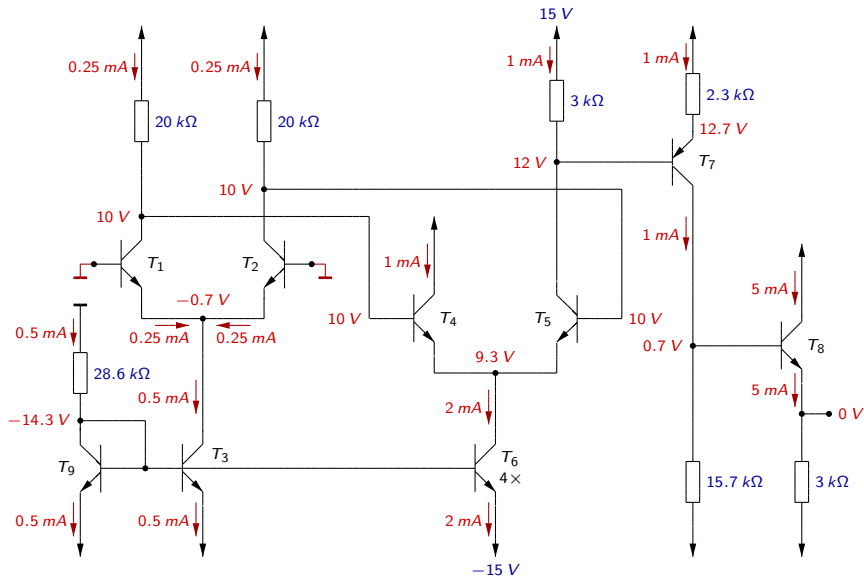 15 V
0.25 mA 0.25 mA 1 mA 1 mA
20 kΩ 20 kΩ 3 kΩ 2.3 kΩ
12.7 V
12 V T7
10 V
10 V
1 mA
T1 T2 1 mA
−0.7 V 5 mA
10 V T4 T5 10 V
0.5 mA 0.25 mA 0.25 mA
0.7 V T8
9.3 V
28.6 kΩ 5 mA
0.5 mA 2 mA
−14.3 V 0 V
T9 T3 T6
4×
15.7 kΩ 3 kΩ
0.5 mA 0.5 mA 2 mA
−15 V